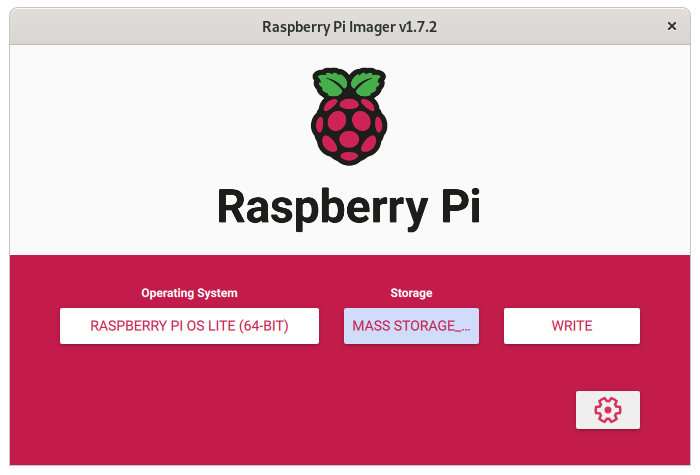 Raspberry Pi Imager v1.7.2
Raspberry Pi
Operating System
Storage
RASPBERRY PI OS LITE (64-BIT)
MASS STORAGE_...
WRITE